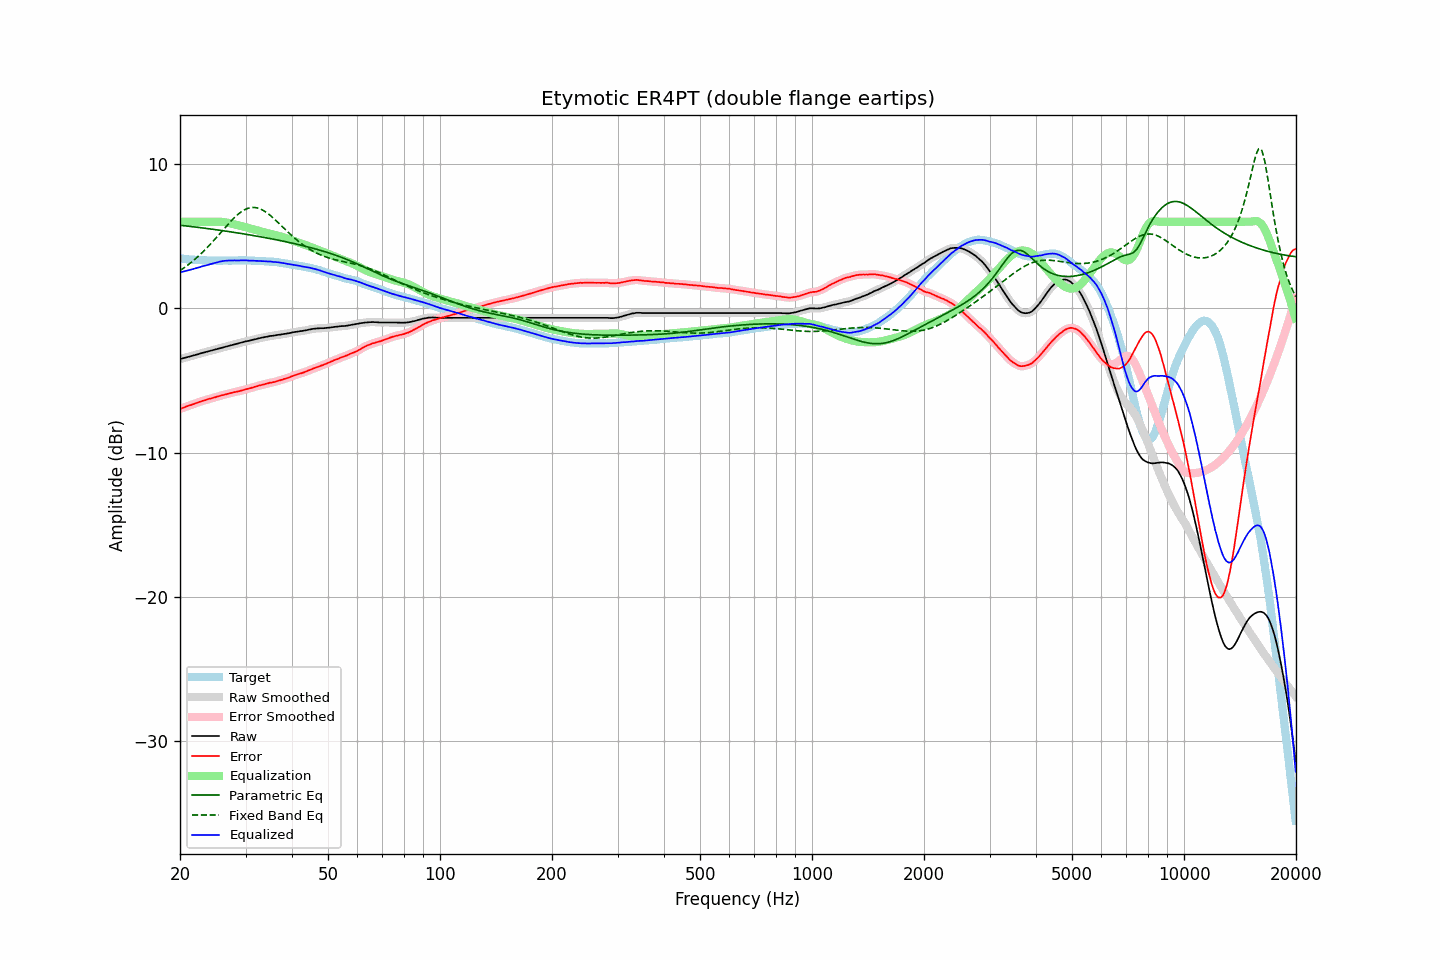 Etymotic ER4PT (double flange eartips)
Amplitude (dBr)
10
0
−10
−20
−30
Target
Raw Smoothed
Error Smoothed
Raw
Error
Equalization
Parametric Eq
Fixed Band Eq
Equalized
20 50 100 200 500 1000 2000 5000 10000 20000
Frequency (Hz)